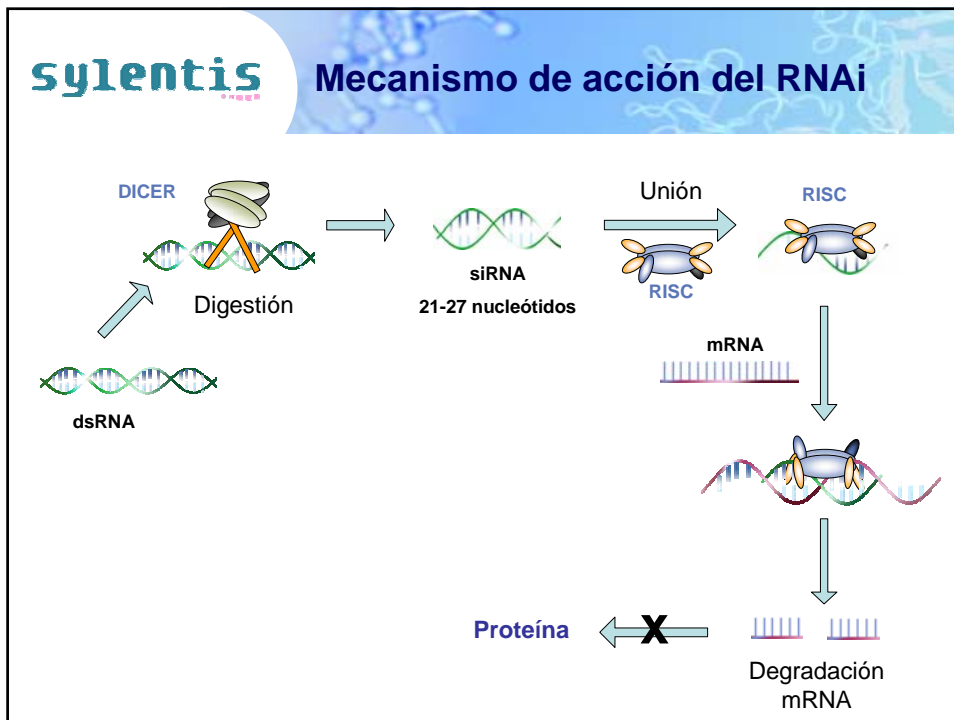 sylentis
Mecanismo de acción del RNAi
DICER
Digestión
dsRNA
siRNA
21-27 nucleótidos
Unión
RISC
RISC
mRNA
Proteína
X
Degradación
mRNA